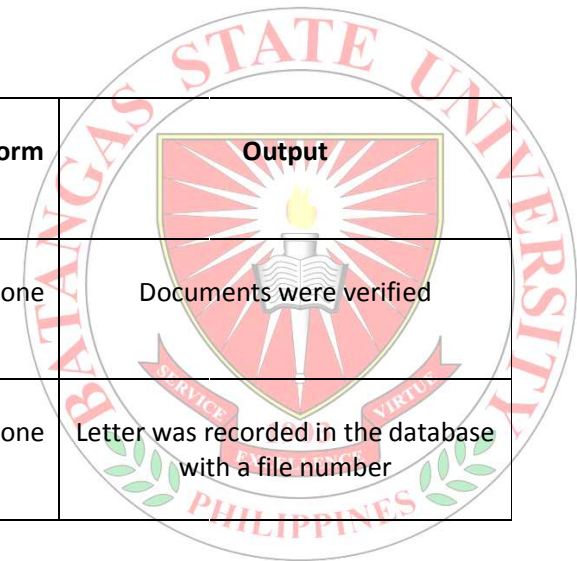 BATANGAS STATE UNIVERSITY
orm
Output
one
Documents were verified
SERVICE
VIRTUE
EXCELLENCE
one
Letter was recorded in the database
with a file number
PHILIPPINES